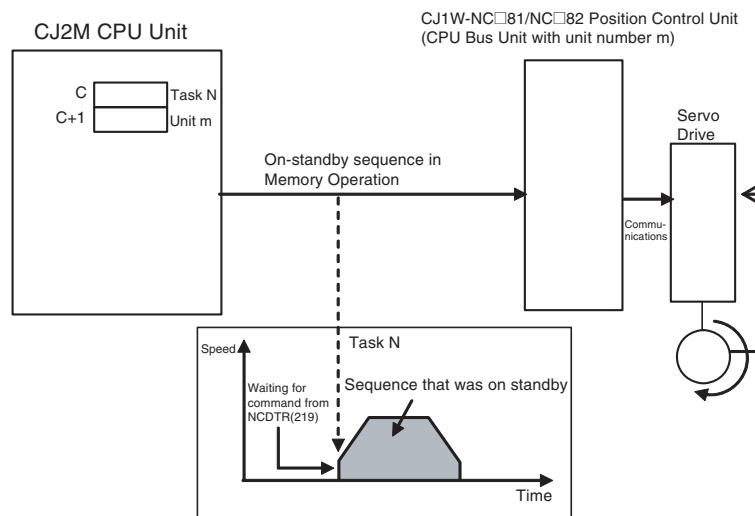 CJ2M CPU Unit
C
Task N
C+1
Unit m
CJ1W-NC□81/NC□82 Position Control Unit
(CPU Bus Unit with unit number m)
On-standby sequence in
Memory Operation
Servo
Drive
Commu-
nications
Task N
Speed
Sequence that was on standby
Waiting for
command from
NCDTR(219)
Time